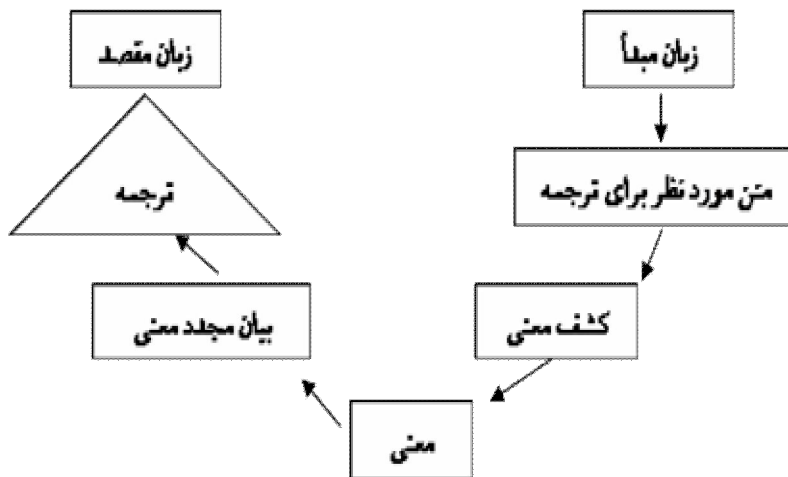 زبان مبدأ
زبان مقصد
متن مورد نظر برای ترجمه
ترجمه
کشف معنی
بیان مجدد معنی
معنی